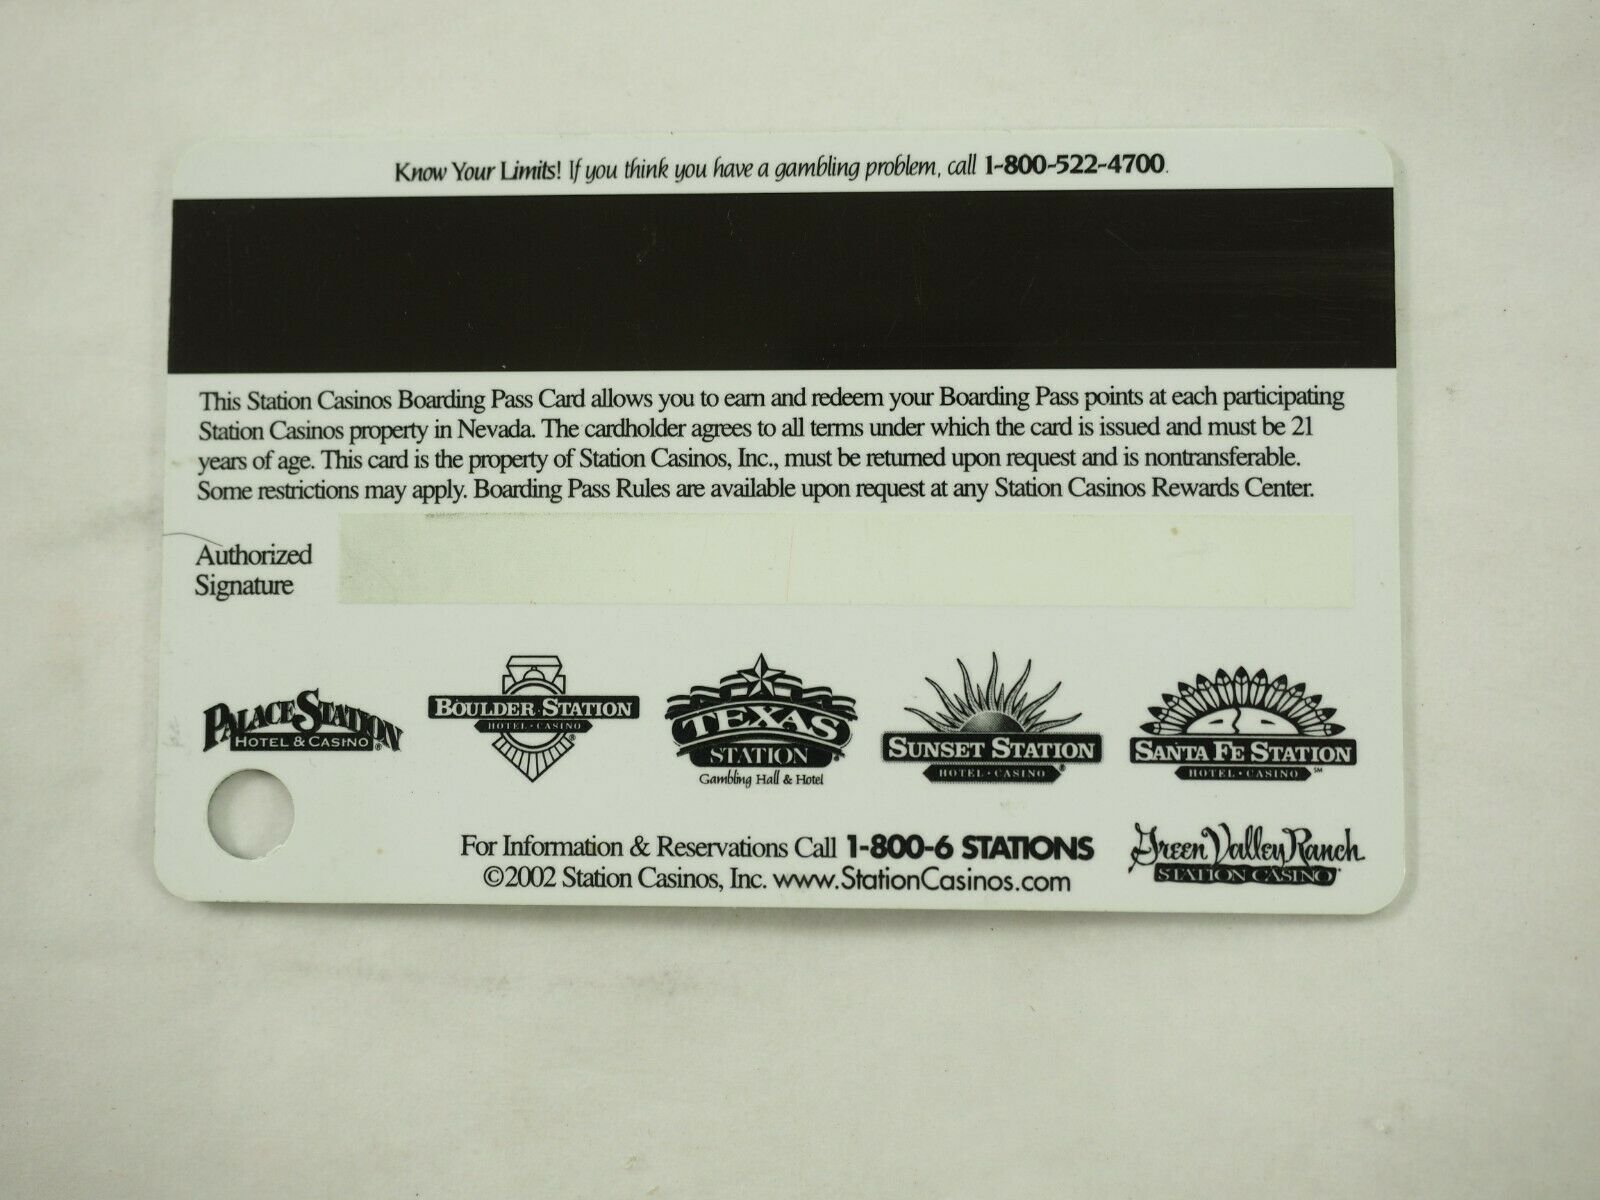 Know Your Limits! If you think you have a gambling problem, call 1-800-522-4700.
This Station Casinos Boarding Pass Card allows you to earn and redeem your Boarding Pass points at each participating
Station Casinos property in Nevada. The cardholder agrees to all terms under which the card is issued and must be 21
years of age. This card is the property of Station Casinos, Inc., must be returned upon request and is nontransferable.
Some restrictions may apply. Boarding Pass Rules are available upon request at any Station Casinos Rewards Center.
Authorized
Signature
PALACE STATION
HOTEL & CASINO®
BOULDER STATION
HOTEL • CASINO®
TEXAS
STATION®
Gambling Hall & Hotel
SUNSET STATION
HOTEL • CASINO®
SANTA FE STATION
HOTEL • CASINO SM
For Information & Reservations Call 1-800-6 STATIONS
©2002 Station Casinos, Inc. www.StationCasinos.com
Green Valley Ranch
STATION CASINO